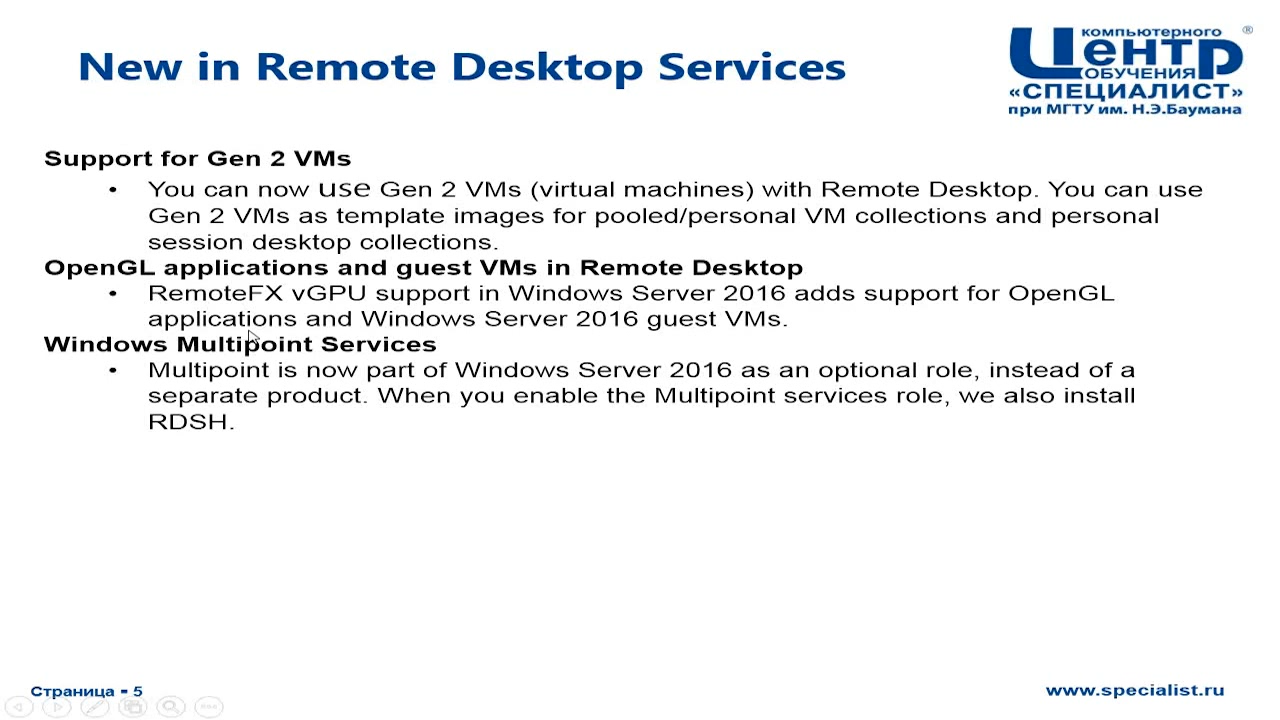 New in Remote Desktop Services
компьютерного
Центр
ОБУЧЕНИЯ
«СПЕЦИАЛИСТ»
при МГТУ им. Н.Э.Баумана
®
Support for Gen 2 VMs
• You can now use Gen 2 VMs (virtual machines) with Remote Desktop. You can use
Gen 2 VMs as template images for pooled/personal VM collections and personal
session desktop collections.
OpenGL applications and guest VMs in Remote Desktop
• RemoteFX vGPU support in Windows Server 2016 adds support for OpenGL
applications and Windows Server 2016 guest VMs.
Windows Multipoint Services
• Multipoint is now part of Windows Server 2016 as an optional role, instead of a
separate product. When you enable the Multipoint services role, we also install
RDSH.
Страница - 5
www.specialist.ru